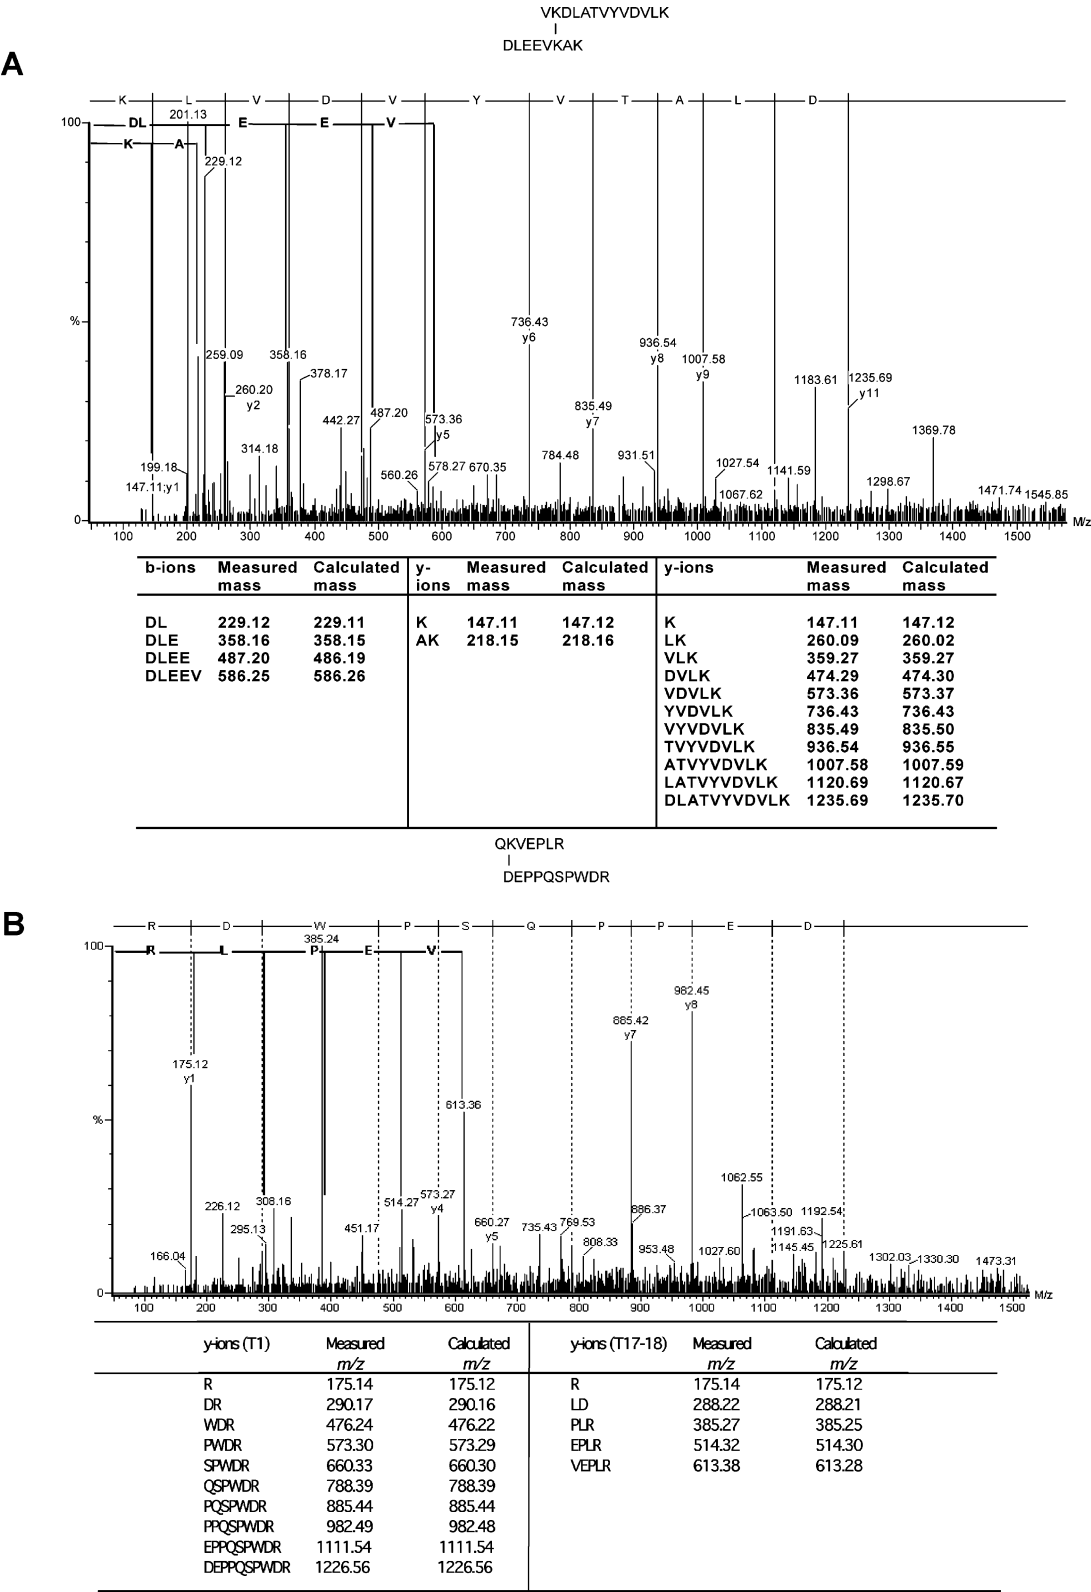 VKDLATVYVDVLK
DLEEVKAK
A
K L V D V Y V T A L D
100
DL E E V
K A
201.13
229.12
%
736.43
y6
936.54
y8
1007.58
y9
259.09
358.16
378.17
1183.61
1235.69
y11
260.20
y2
835.49
y7
442.27
487.20
573.36
y5
1369.78
314.18
199.18
147.11;y1
560.26
578.27
670.35
784.48
931.51
1027.54
1067.62
1141.59
1298.67
1471.74
1545.85
0
100 200 300 400 500 600 700 800 900 1000 1100 1200 1300 1400 1500
M/z
b-ions Measured mass Calculated mass y-ions Measured mass Calculated mass y-ions Measured mass Calculated mass
DL 229.12 229.11 K 147.11 147.12 K 147.11 147.12
DLE 358.16 358.15 AK 218.15 218.16 LK 260.09 260.02
DLEE 487.20 486.19 VLK 359.27 359.27
DLEEV 586.25 586.26 DVLK 474.29 474.30
VDVLK 573.36 573.37
YVDVLK 736.43 736.43
VYVDVLK 835.49 835.50
TVYVDVLK 936.54 936.55
ATVYVDVLK 1007.58 1007.59
LATVYVDVLK 1120.69 1120.67
DLATVYVDVLK 1235.69 1235.70
QKVEPLR
DEPPQSPWDR
B
R D W P S Q P P E D
100
R L P E V
385.24
982.45
y8
885.42
y7
175.12
y1
%
613.36
226.12
308.16
295.13
166.04
451.17
514.27
573.27
y4
660.27
y5
735.43
769.53
808.33
886.37
953.48
1027.60
1062.55
1063.50
1145.45
1191.63
1192.54
1225.61
1302.03
1330.30
1473.31
0
100 200 300 400 500 600 700 800 900 1000 1100 1200 1300 1400 1500
M/z
y-ions (T1) Measured m/z Calculated m/z y-ions (T17-18) Measured m/z Calculated m/z
R 175.14 175.12 R 175.14 175.12
DR 290.17 290.16 LD 288.22 288.21
WDR 476.24 476.22 PLR 385.27 385.25
PWDR 573.30 573.29 EPLR 514.32 514.30
SPWDR 660.33 660.30 VEPLR 613.38 613.28
QSPWDR 788.39 788.39
PQSPWDR 885.44 885.44
PPQSPWDR 982.49 982.48
EPPQSPWDR 1111.54 1111.54
DEPPQSPWDR 1226.56 1226.56